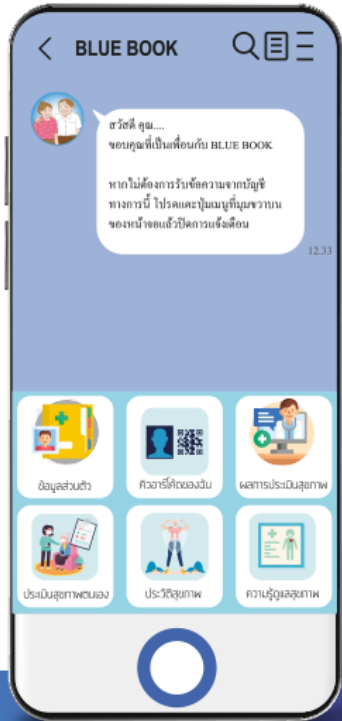 BLUE BOOK
สวัสดี คุณ....
ขอบคุณที่เป็นเพื่อนกับ BLUE BOOK
หากไม่ต้องการรับข้อความจากบัญชี
ทางการนี้ โปรดแตะปุ่มเมนูที่มุมขวาบน
ของหน้าจอแล้วปิดการแจ้งเตือน
12.33
ข้อมูลส่วนตัว
คิวอาร์โค้ดของฉัน
ผลการประเมินสุขภาพ
ประเมินสุขภาพตนเอง
ประวัติสุขภาพ
ความรู้ดูแลสุขภาพ